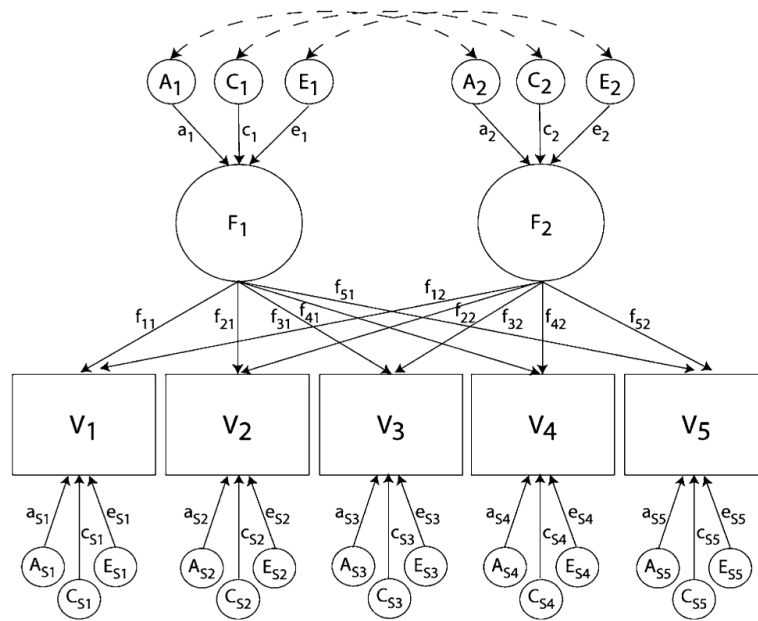 A1 C1 E1 A2 C2 E2
a1 c1 e1 a2 c2 e2
F1 F2
f11 f21 f31 f41 f51 f12 f22 f32 f42 f52
V1 V2 V3 V4 V5
aS1 cS1 eS1 aS2 cS2 eS2 aS3 cS3 eS3 aS4 cS4 eS4 aS5 cS5 eS5
AS1 ES1 AS2 ES2 AS3 ES3 AS4 ES4 AS5 ES5
CS1 CS2 CS3 CS4 CS5